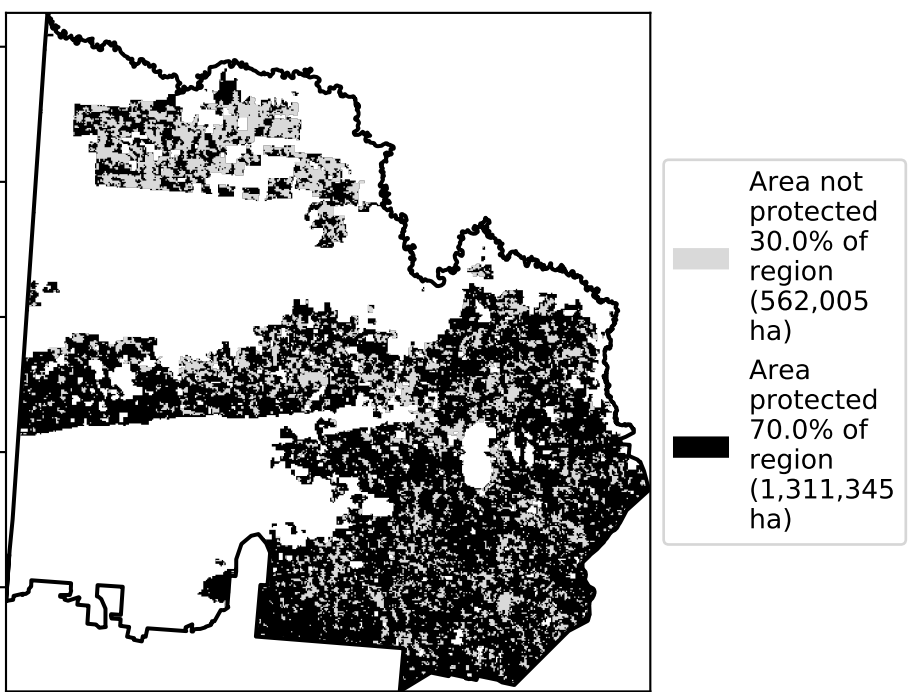 Area not
protected
30.0% of
region
(562,005
ha)
Area
protected
70.0% of
region
(1,311,345
ha)